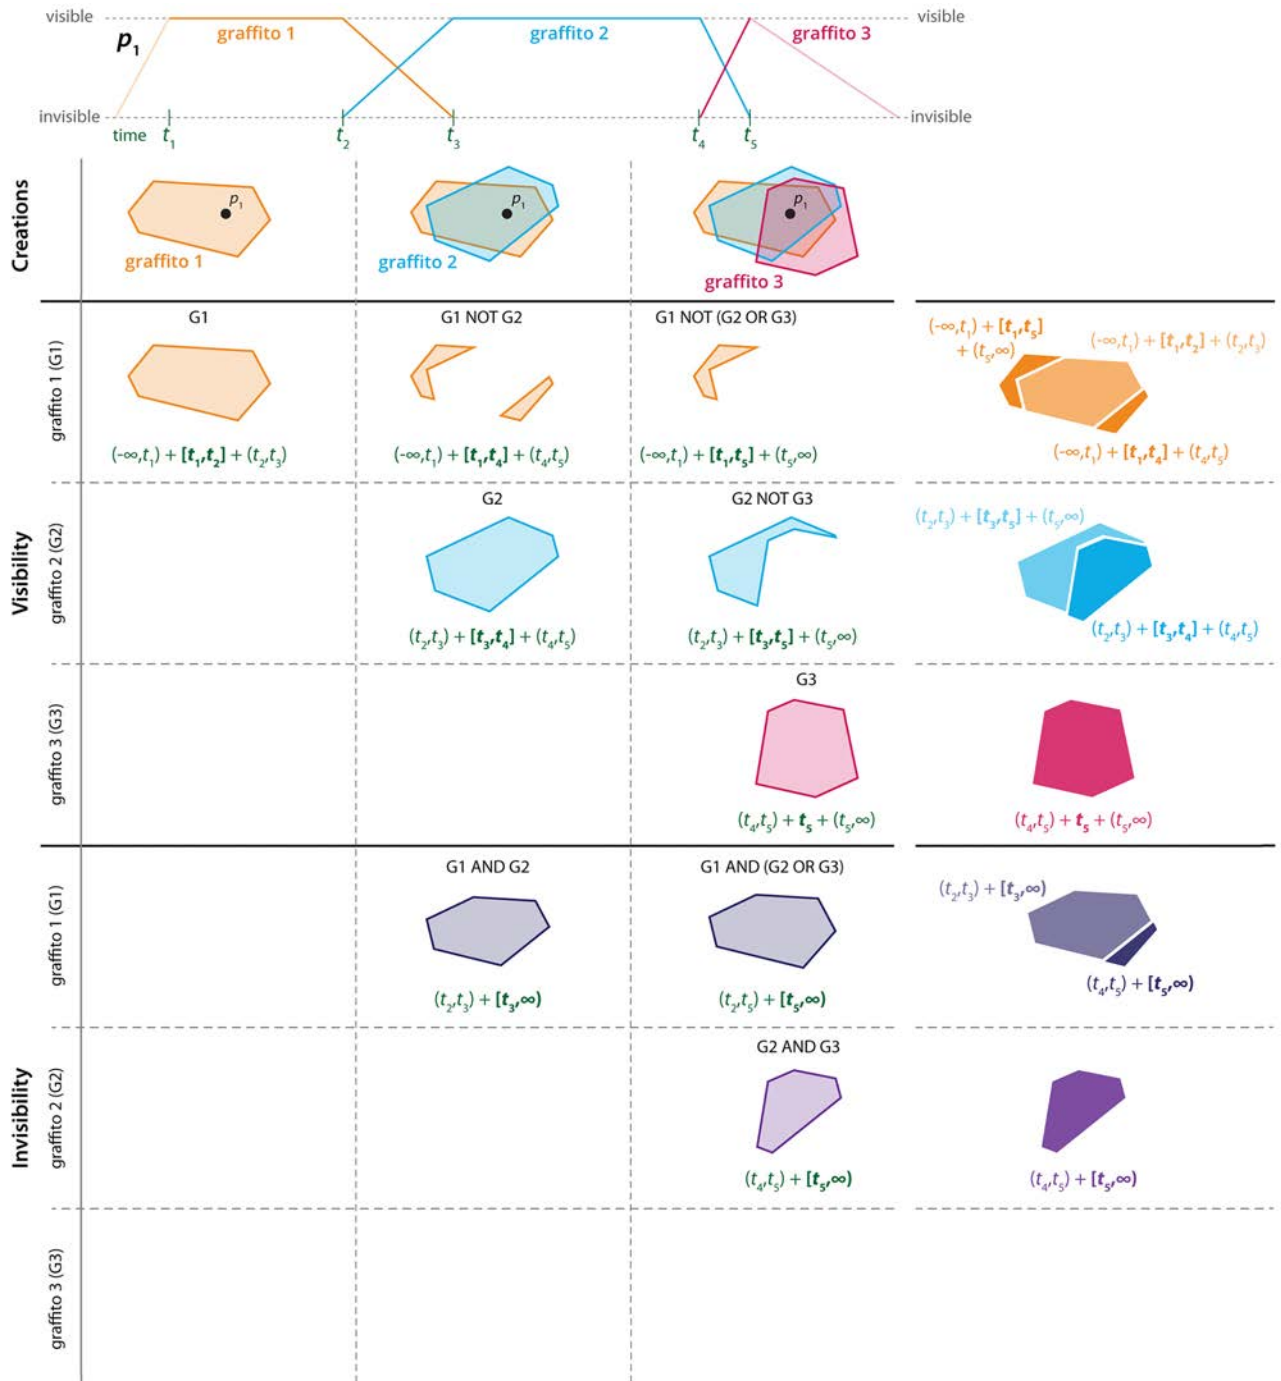 visible
visible
p1
graffito 1
graffito 2
graffito 3
invisible
invisible
time
t1
t2
t3
t4
t5
Creations
p1
graffito 1
p1
graffito 2
p1
graffito 3
Visibility
graffito 1 (G1)
G1
(-∞,t1) + [t1,t2] + (t2,t3)
G1 NOT G2
(-∞,t1) + [t1,t4] + (t4,t5)
G1 NOT (G2 OR G3)
(-∞,t1) + [t1,t5] + (t5,∞)
(-∞,t1) + [t1,t5]
+ (t5,∞)
(-∞,t1) + [t1,t2] + (t2,t3)
(-∞,t1) + [t1,t4] + (t4,t5)
graffito 2 (G2)
G2
(t2,t3) + [t3,t4] + (t4,t5)
G2 NOT G3
(t2,t3) + [t3,t5] + (t5,∞)
(t2,t3) + [t3,t5] + (t5,∞)
(t2,t3) + [t3,t4] + (t4,t5)
graffito 3 (G3)
G3
(t4,t5) + t5 + (t5,∞)
(t4,t5) + t5 + (t5,∞)
Invisibility
graffito 1 (G1)
G1 AND G2
(t2,t3) + [t3,∞)
G1 AND (G2 OR G3)
(t2,t5) + [t5,∞)
(t2,t3) + [t3,∞)
(t4,t5) + [t5,∞)
graffito 2 (G2)
G2 AND G3
(t4,t5) + [t5,∞)
(t4,t5) + [t5,∞)
graffito 3 (G3)